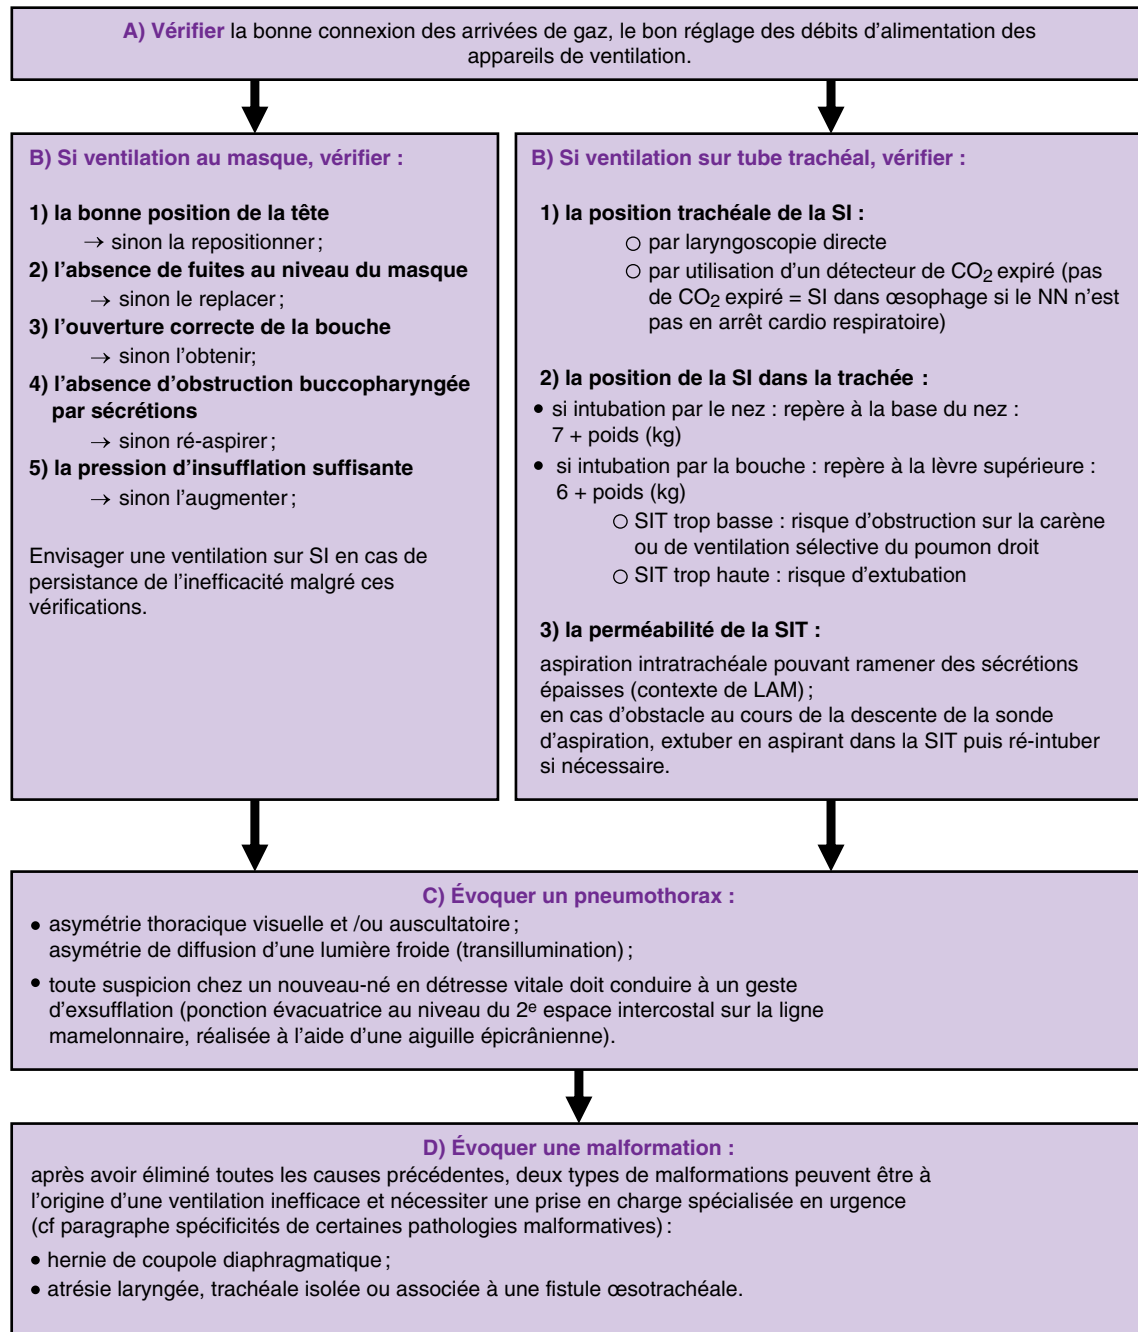 A) Vérifier la bonne connexion des arrivées de gaz, le bon réglage des débits d’alimentation des
appareils de ventilation.
B) Si ventilation au masque, vérifier :
1) la bonne position de la tête
→ sinon la repositionner ;
2) l’absence de fuites au niveau du masque
→ sinon le replacer ;
3) l’ouverture correcte de la bouche
→ sinon l’obtenir;
4) l’absence d’obstruction buccopharyngée
par sécrétions
→ sinon ré-aspirer ;
5) la pression d’insufflation suffisante
→ sinon l’augmenter ;
Envisager une ventilation sur SI en cas de
persistance de l’inefficacité malgré ces
vérifications.
B) Si ventilation sur tube trachéal, vérifier :
1) la position trachéale de la SI :
○ par laryngoscopie directe
○ par utilisation d’un détecteur de CO₂ expiré (pas
de CO₂ expiré = SI dans œsophage si le NN n’est
pas en arrêt cardio respiratoire)
2) la position de la SI dans la trachée :
• si intubation par le nez : repère à la base du nez :
7 + poids (kg)
• si intubation par la bouche : repère à la lèvre supérieure :
6 + poids (kg)
○ SIT trop basse : risque d’obstruction sur la carène
ou de ventilation sélective du poumon droit
○ SIT trop haute : risque d’extubation
3) la perméabilité de la SIT :
aspiration intratrachéale pouvant ramener des sécrétions
épaisses (contexte de LAM) ;
en cas d’obstacle au cours de la descente de la sonde
d’aspiration, extuber en aspirant dans la SIT puis ré-intuber
si nécessaire.
C) Évoquer un pneumothorax :
• asymétrie thoracique visuelle et /ou auscultatoire ;
asymétrie de diffusion d’une lumière froide (transillumination) ;
• toute suspicion chez un nouveau-né en détresse vitale doit conduire à un geste
d’exsufflation (ponction évacuatrice au niveau du 2ᵉ espace intercostal sur la ligne
mamelonnaire, réalisée à l’aide d’une aiguille épicrânienne).
D) Évoquer une malformation :
après avoir éliminé toutes les causes précédentes, deux types de malformations peuvent être à
l’origine d’une ventilation inefficace et nécessiter une prise en charge spécialisée en urgence
(cf paragraphe spécificités de certaines pathologies malformatives) :
• hernie de coupole diaphragmatique ;
• atrésie laryngée, trachéale isolée ou associée à une fistule œsotrachéale.